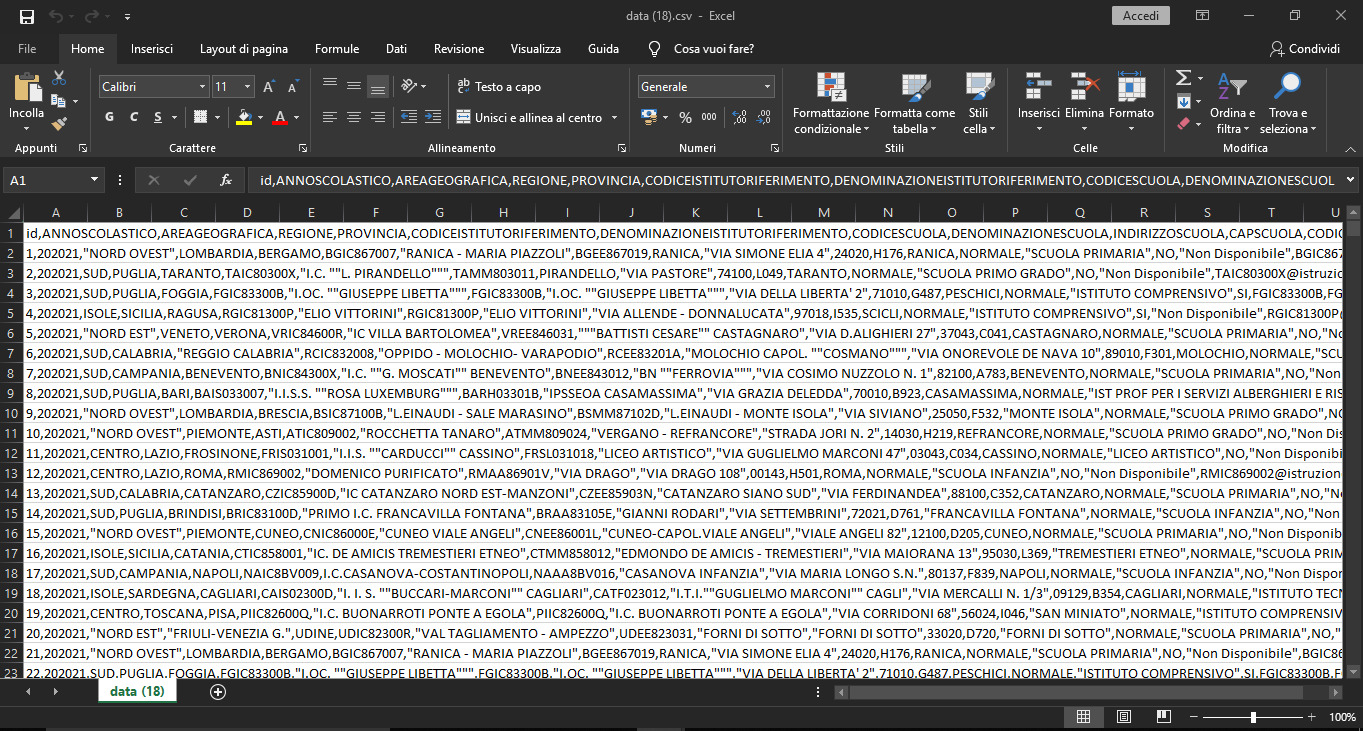 data (18).csv - Excel
Accedi
File Home Inserisci Layout di pagina Formule Dati Revisione Visualizza Guida Cosa vuoi fare? Condividi
Incolla
Calibri 11 A A
G C S A
ab Testo a capo
Unisci e allinea al centro
Generale
% 000
Formattazione condizionale
Formatta come tabella
Stili cella
Inserisci Elimina Formato
Ordina e filtra
Trova e seleziona
Appunti Carattere Allineamento Numeri Stili Celle Modifica
A1 fx id,ANNOSCOLASTICO,AREAGEOGRAFICA,REGIONE,PROVINCIA,CODICEISTITUTORIFERIMENTO,DENOMINAZIONEISTITUTORIFERIMENTO,CODICESCUOLA,DENOMINAZIONESCUOL
A B C D E F G H I J K L M N O P Q R S T U
1 id,ANNOSCOLASTICO,AREAGEOGRAFICA,REGIONE,PROVINCIA,CODICEISTITUTORIFERIMENTO,DENOMINAZIONEISTITUTORIFERIMENTO,CODICESCUOLA,DENOMINAZIONESCUOLA,INDIRIZZOSCUOLA,CAPSCUOLA,CODIC
2 1,202021,"NORD OVEST",LOMBARDIA,BERGAMO,BGIC867007,"RANICA - MARIA PIAZZOLI",BGEE867019,RANICA,"VIA SIMONE ELIA 4",24020,H176,RANICA,NORMALE,"SCUOLA PRIMARIA",NO,"Non Disponibile",BGIC867
3 2,202021,SUD,PUGLIA,TARANTO,TAIC80300X,"I.C. ""L. PIRANDELLO""",TAMM803011,PIRANDELLO,"VIA PASTORE",74100,L049,TARANTO,NORMALE,"SCUOLA PRIMO GRADO",NO,"Non Disponibile",TAIC80300X@istruzio
4 3,202021,SUD,PUGLIA,FOGGIA,FGIC83300B,"I.OC. ""GIUSEPPE LIBETTA""",FGIC83300B,"I.OC. ""GIUSEPPE LIBETTA""","VIA DELLA LIBERTA' 2",71010,G487,PESCHICI,NORMALE,"ISTITUTO COMPRENSIVO",SI,FGIC83300B,FG
5 4,202021,ISOLE,SICILIA,RAGUSA,RGIC81300P,"ELIO VITTORINI",RGIC81300P,"ELIO VITTORINI","VIA ALLENDE - DONNALUCATA",97018,I535,SCICLI,NORMALE,"ISTITUTO COMPRENSIVO",SI,"Non Disponibile",RGIC81300P@
6 5,202021,"NORD EST",VENETO,VERONA,VRIC84600R,"IC VILLA BARTOLOMEA",VREE846031,"""BATTISTI CESARE"" CASTAGNARO","VIA D.ALIGHIERI 27",37043,C041,CASTAGNARO,NORMALE,"SCUOLA PRIMARIA",NO,"No
7 6,202021,SUD,CALABRIA,"REGGIO CALABRIA",RCIC832008,"OPPIDO - MOLOCHIO- VARAPODIO",RCEE83201A,"MOLOCHIO CAPOL. ""COSMANO""","VIA ONOREVOLE DE NAVA 10",89010,F301,MOLOCHIO,NORMALE,"SCU
8 7,202021,SUD,CAMPANIA,BENEVENTO,BNIC84300X,"I.C. ""G. MOSCATI"" BENEVENTO",BNEE843012,"BN ""FERROVIA""","VIA COSIMO NUZZOLO N. 1",82100,A783,BENEVENTO,NORMALE,"SCUOLA PRIMARIA",NO,"Non
9 8,202021,SUD,PUGLIA,BARI,BAIS033007,"I.I.S.S. ""ROSA LUXEMBURG""",BARH03301B,"IPSSEOA CASAMASSIMA","VIA GRAZIA DELEDDA",70010,B923,CASAMASSIMA,NORMALE,"IST PROF PER I SERVIZI ALBERGHIERI E RIS
10 9,202021,"NORD OVEST",LOMBARDIA,BRESCIA,BSIC87100B,"L.EINAUDI - SALE MARASINO",BSMM87102D,"L.EINAUDI - MONTE ISOLA","VIA SIVIANO",25050,F532,"MONTE ISOLA",NORMALE,"SCUOLA PRIMO GRADO",NO
11 10,202021,"NORD OVEST",PIEMONTE,ASTI,ATIC809002,"ROCCHETTA TANARO",ATMM809024,"VERGANO - REFRANCORE","STRADA JORI N. 2",14030,H219,REFRANCORE,NORMALE,"SCUOLA PRIMO GRADO",NO,"Non Dis
12 11,202021,CENTRO,LAZIO,FROSINONE,FRIS031001,"I.I.S. ""CARDUCCI"" CASSINO",FRSL031018,"LICEO ARTISTICO","VIA GUGLIELMO MARCONI 47",03043,C034,CASSINO,NORMALE,"LICEO ARTISTICO",NO,"Non Disponib
13 12,202021,CENTRO,LAZIO,ROMA,RMIC869002,"DOMENICO PURIFICATO",RMAA86901V,"VIA DRAGO","VIA DRAGO 108",00143,H501,ROMA,NORMALE,"SCUOLA INFANZIA",NO,"Non Disponibile",RMIC869002@istruzion
14 13,202021,SUD,CALABRIA,CATANZARO,CZIC85900D,"IC CATANZARO NORD EST-MANZONI",CZEE85903N,"CATANZARO SIANO SUD","VIA FERDINANDEA",88100,C352,CATANZARO,NORMALE,"SCUOLA PRIMARIA",NO,"No
15 14,202021,SUD,PUGLIA,BRINDISI,BRIC83100D,"PRIMO I.C. FRANCAVILLA FONTANA",BRAA83105E,"GIANNI RODARI","VIA SETTEMBRINI",72021,D761,"FRANCAVILLA FONTANA",NORMALE,"SCUOLA INFANZIA",NO,"Non
16 15,202021,"NORD OVEST",PIEMONTE,CUNEO,CNIC86000E,"CUNEO VIALE ANGELI",CNEE86001L,"CUNEO-CAPOL.VIALE ANGELI","VIALE ANGELI 82",12100,D205,CUNEO,NORMALE,"SCUOLA PRIMARIA",NO,"Non Disponib
17 16,202021,ISOLE,SICILIA,CATANIA,CTIC858001,"IC. DE AMICIS TREMESTIERI ETNEO",CTMM858012,"EDMONDO DE AMICIS - TREMESTIERI","VIA MAIORANA 13",95030,L369,"TREMESTIERI ETNEO",NORMALE,"SCUOLA PRIM
18 17,202021,SUD,CAMPANIA,NAPOLI,NAIC8BV009,I.C.CASANOVA-COSTANTINOPOLI,NAAA8BV016,"CASANOVA INFANZIA","VIA MARIA LONGO S.N.",80137,F839,NAPOLI,NORMALE,"SCUOLA INFANZIA",NO,"Non Dispon
19 18,202021,ISOLE,SARDEGNA,CAGLIARI,CAIS02300D,"I. I. S. ""BUCCARI-MARCONI"" CAGLIARI",CATF023012,"I.T.I.""GUGLIELMO MARCONI"" CAGLI","VIA MERCALLI N. 1/3",09129,B354,CAGLIARI,NORMALE,"ISTITUTO TECN
20 19,202021,CENTRO,TOSCANA,PISA,PIIC82600Q,"I.C. BUONARROTI PONTE A EGOLA",PIIC82600Q,"I.C. BUONARROTI PONTE A EGOLA","VIA CORRIDONI 68",56024,I046,"SAN MINIATO",NORMALE,"ISTITUTO COMPRENSIV
21 20,202021,"NORD EST","FRIULI-VENEZIA G.",UDINE,UDIC82300R,"VAL TAGLIAMENTO - AMPEZZO",UDEE823031,"FORNI DI SOTTO","FORNI DI SOTTO",33020,D720,"FORNI DI SOTTO",NORMALE,"SCUOLA PRIMARIA",NO,"
22 21,202021,"NORD OVEST",LOMBARDIA,BERGAMO,BGIC867007,"RANICA - MARIA PIAZZOLI",BGEE867019,RANICA,"VIA SIMONE ELIA 4",24020,H176,RANICA,NORMALE,"SCUOLA PRIMARIA",NO,"Non Disponibile",BGIC86
23 22,202021,SUD,PUGLIA,FOGGIA,FGIC83300B,"I.OC. ""GIUSEPPE LIBETTA""",FGIC83300B,"I.OC. ""GIUSEPPE LIBETTA""","VIA DELLA LIBERTA' 2",71010,G487,PESCHICI,NORMALE,"ISTITUTO COMPRENSIVO",SI,FGIC83300B,F
data (18)
100%